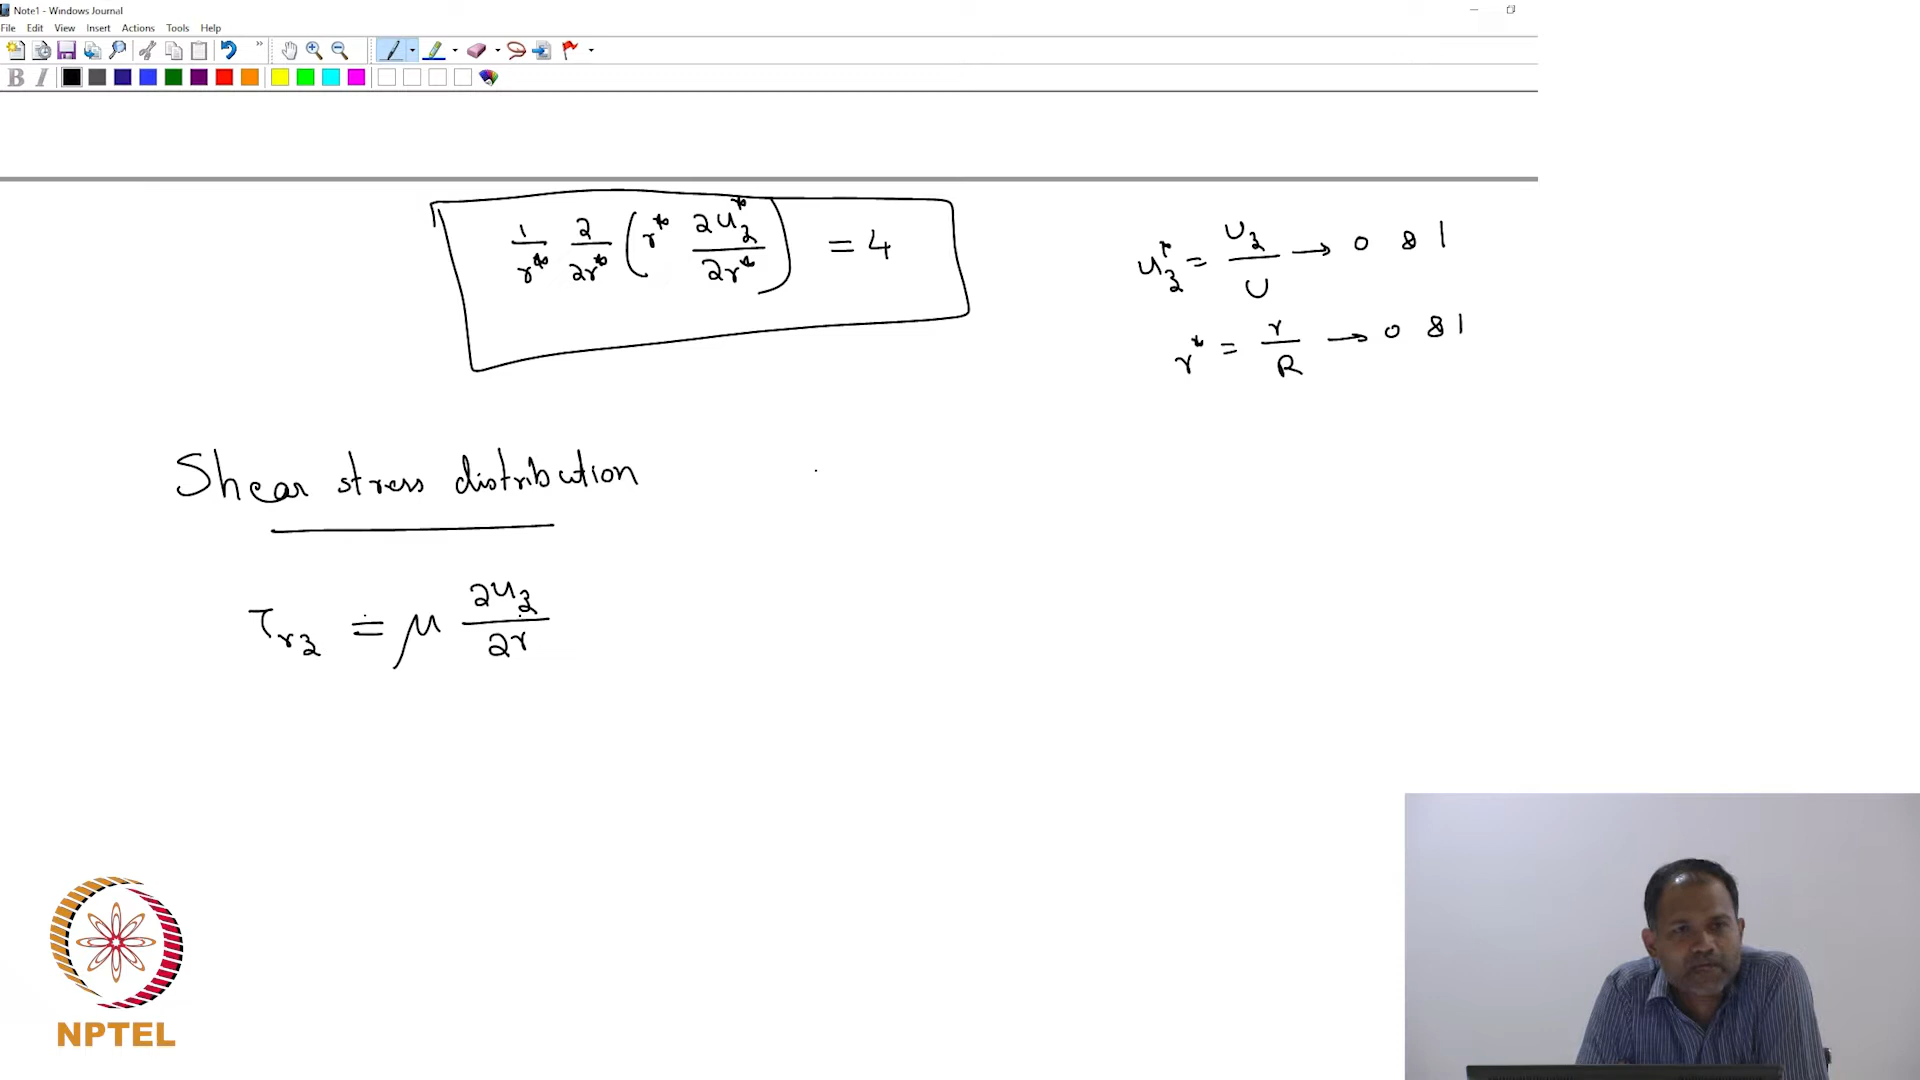 Note1 - Windows Journal
File Edit View Insert Actions Tools Help
B I
1/r* ∂/∂r* (r* ∂u_z*/∂r*) = 4
u_z* = u_z/U → 0 & 1
r* = r/R → 0 & 1
Shear stress distribution
τ_rz = μ ∂u_z/∂r
NPTEL